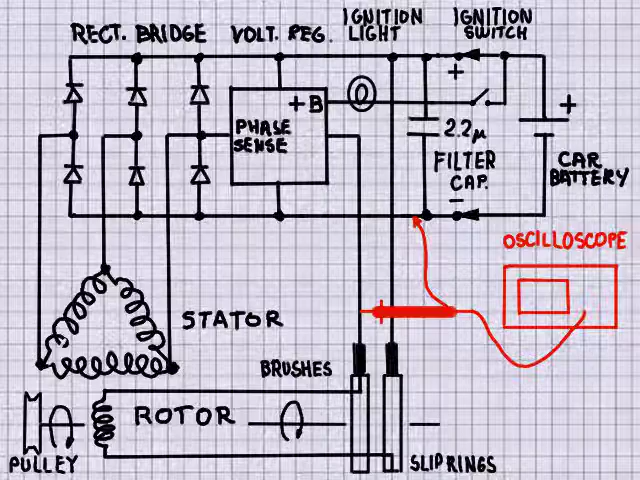 RECT. BRIDGE
VOLT. REG.
IGNITION
LIGHT
IGNITION
SWITCH
+
+B
+
PHASE
SENSE
2.2µ
FILTER
CAP.
CAR
BATTERY
–
OSCILLOSCOPE
STATOR
BRUSHES
ROTOR
PULLEY
SLIPRINGS